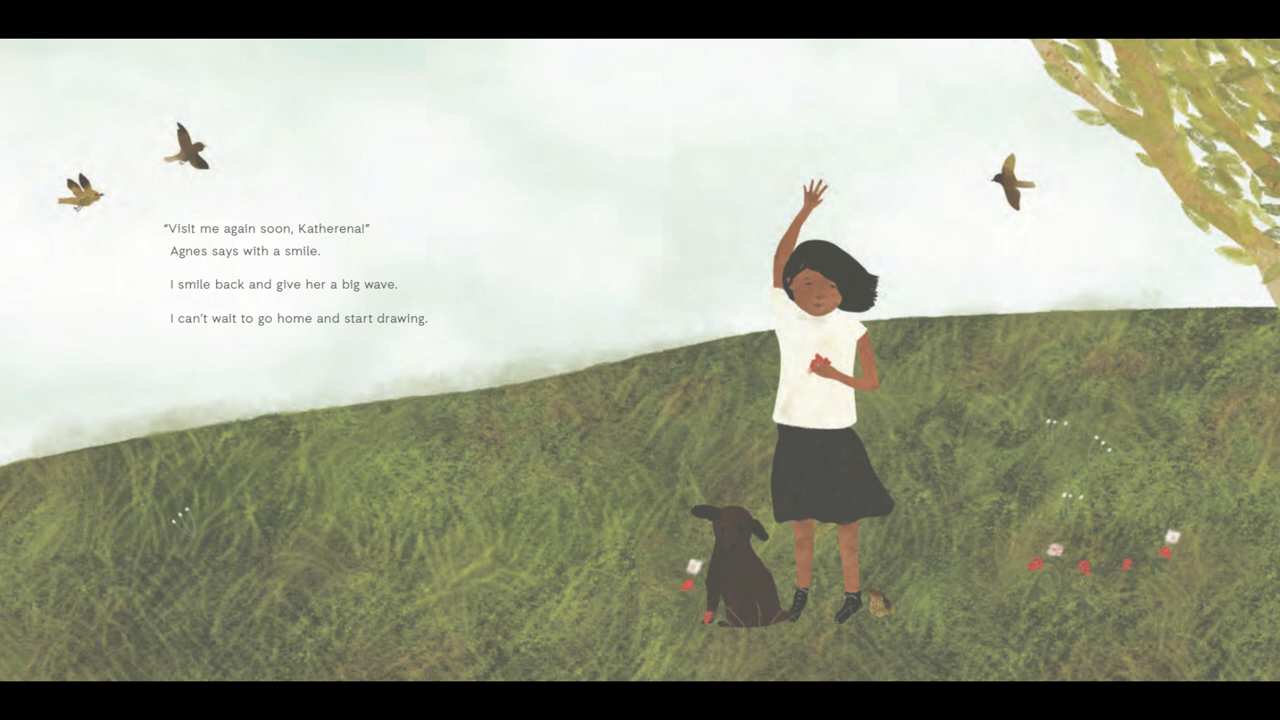 “Visit me again soon, Katherena!”
Agnes says with a smile.
I smile back and give her a big wave.
I can’t wait to go home and start drawing.